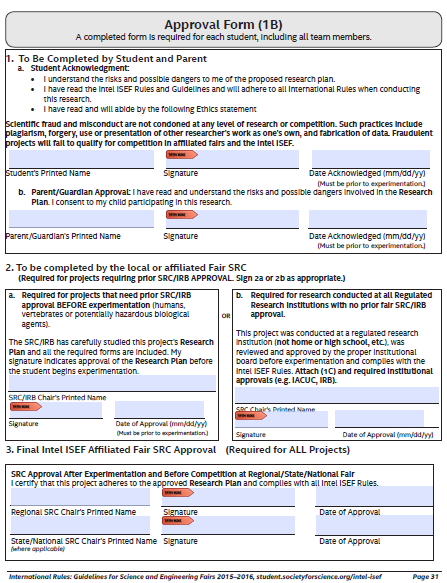 Approval Form (1B)
A completed form is required for each student, including all team members.
1. To Be Completed by Student and Parent
a. Student Acknowledgment:
• I understand the risks and possible dangers to me of the proposed research plan.
• I have read the Intel ISEF Rules and Guidelines and will adhere to all International Rules when conducting
this research.
• I have read and will abide by the following Ethics statement
Scientific fraud and misconduct are not condoned at any level of research or competition. Such practices include
plagiarism, forgery, use or presentation of other researcher's work as one's own, and fabrication of data. Fraudulent
projects will fail to qualify for competition in affiliated fairs and the Intel ISEF.
Student's Printed Name Signature Date Acknowledged (mm/dd/yy)
(Must be prior to experimentation.)
b. Parent/Guardian Approval: I have read and understand the risks and possible dangers involved in the Research
Plan. I consent to my child participating in this research.
Parent/Guardian's Printed Name Signature Date Acknowledged (mm/dd/yy)
(Must be prior to experimentation.)
2. To be completed by the local or affiliated Fair SRC
(Required for projects requiring prior SRC/IRB APPROVAL. Sign 2a or 2b as appropriate.)
a. Required for projects that need prior SRC/IRB
approval BEFORE experimentation (humans,
vertebrates or potentially hazardous biological
agents).
The SRC/IRB has carefully studied this project's Research
Plan and all the required forms are included. My
signature indicates approval of the Research Plan before
the student begins experimentation.
SRC/IRB Chair's Printed Name
Signature Date of Approval (mm/dd/yy)
(Must be prior to experimentation.)
OR
b. Required for research conducted at all Regulated
Research Institutions with no prior fair SRC/IRB
approval.
This project was conducted at a regulated research
institution (not home or high school, etc.), was
reviewed and approved by the proper institutional
board before experimentation and complies with the
Intel ISEF Rules. Attach (1C) and required institutional
approvals (e.g. IACUC, IRB).
SRC Chair's Printed Name
Signature Date of Approval (mm/dd/yy)
3. Final Intel ISEF Affiliated Fair SRC Approval (Required for ALL Projects)
SRC Approval After Experimentation and Before Competition at Regional/State/National Fair
I certify that this project adheres to the approved Research Plan and complies with all Intel ISEF Rules.
Regional SRC Chair's Printed Name Signature Date of Approval
State/National SRC Chair's Printed Name Signature Date of Approval
(where applicable)
International Rules: Guidelines for Science and Engineering Fairs 2015–2016, student.societyforscience.org/intel-isef Page 31